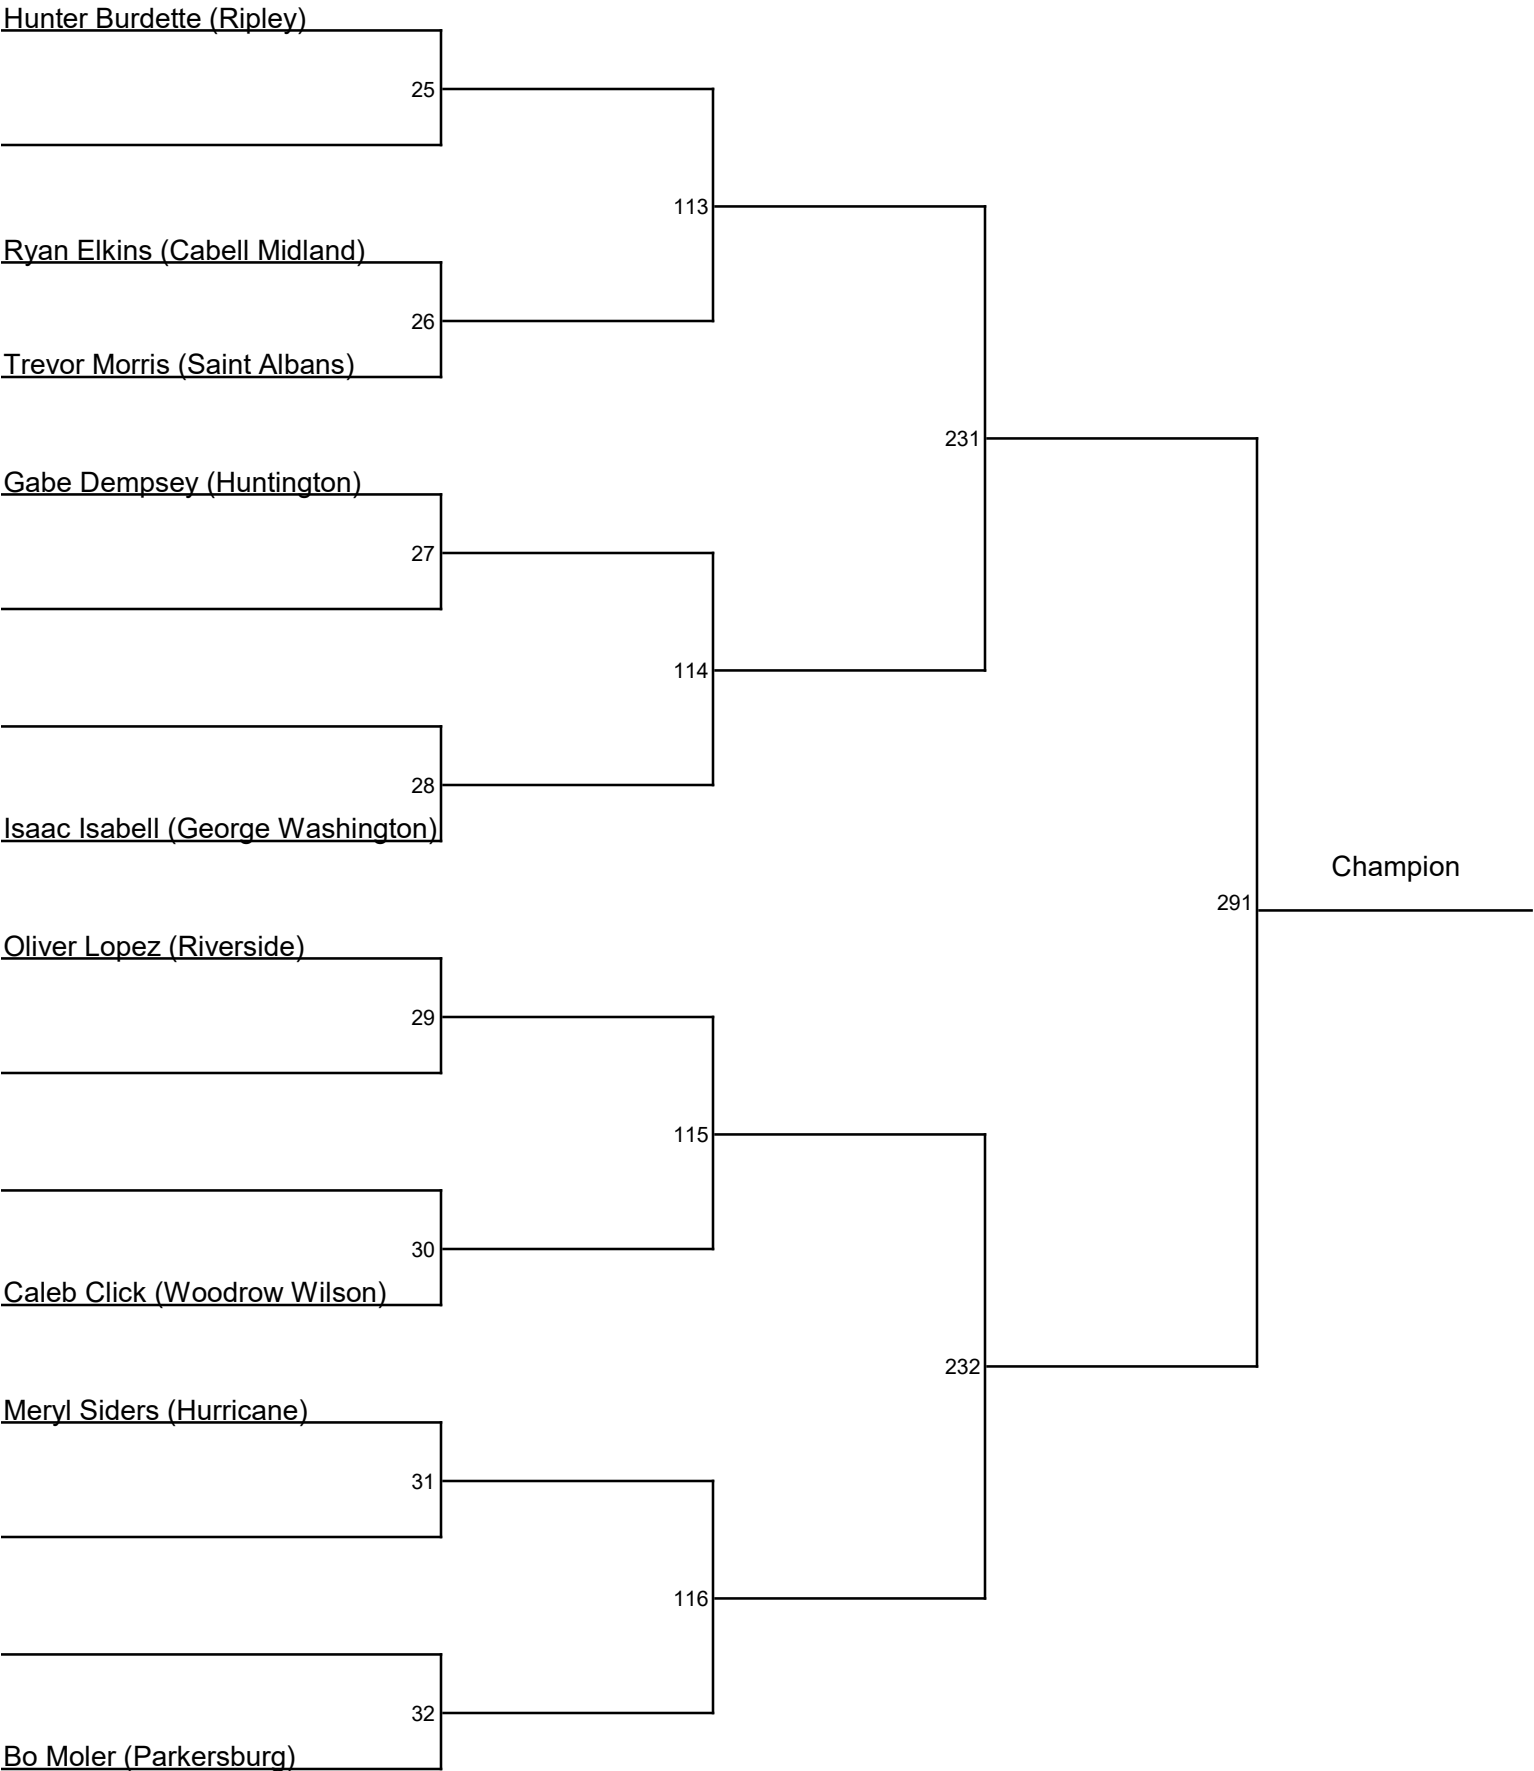 Hunter Burdette (Ripley)
25
113
Ryan Elkins (Cabell Midland)
26
Trevor Morris (Saint Albans)
231
Gabe Dempsey (Huntington)
27
114
28
Isaac Isabell (George Washington)
Champion
291
Oliver Lopez (Riverside)
29
115
30
Caleb Click (Woodrow Wilson)
232
Meryl Siders (Hurricane)
31
116
32
Bo Moler (Parkersburg)